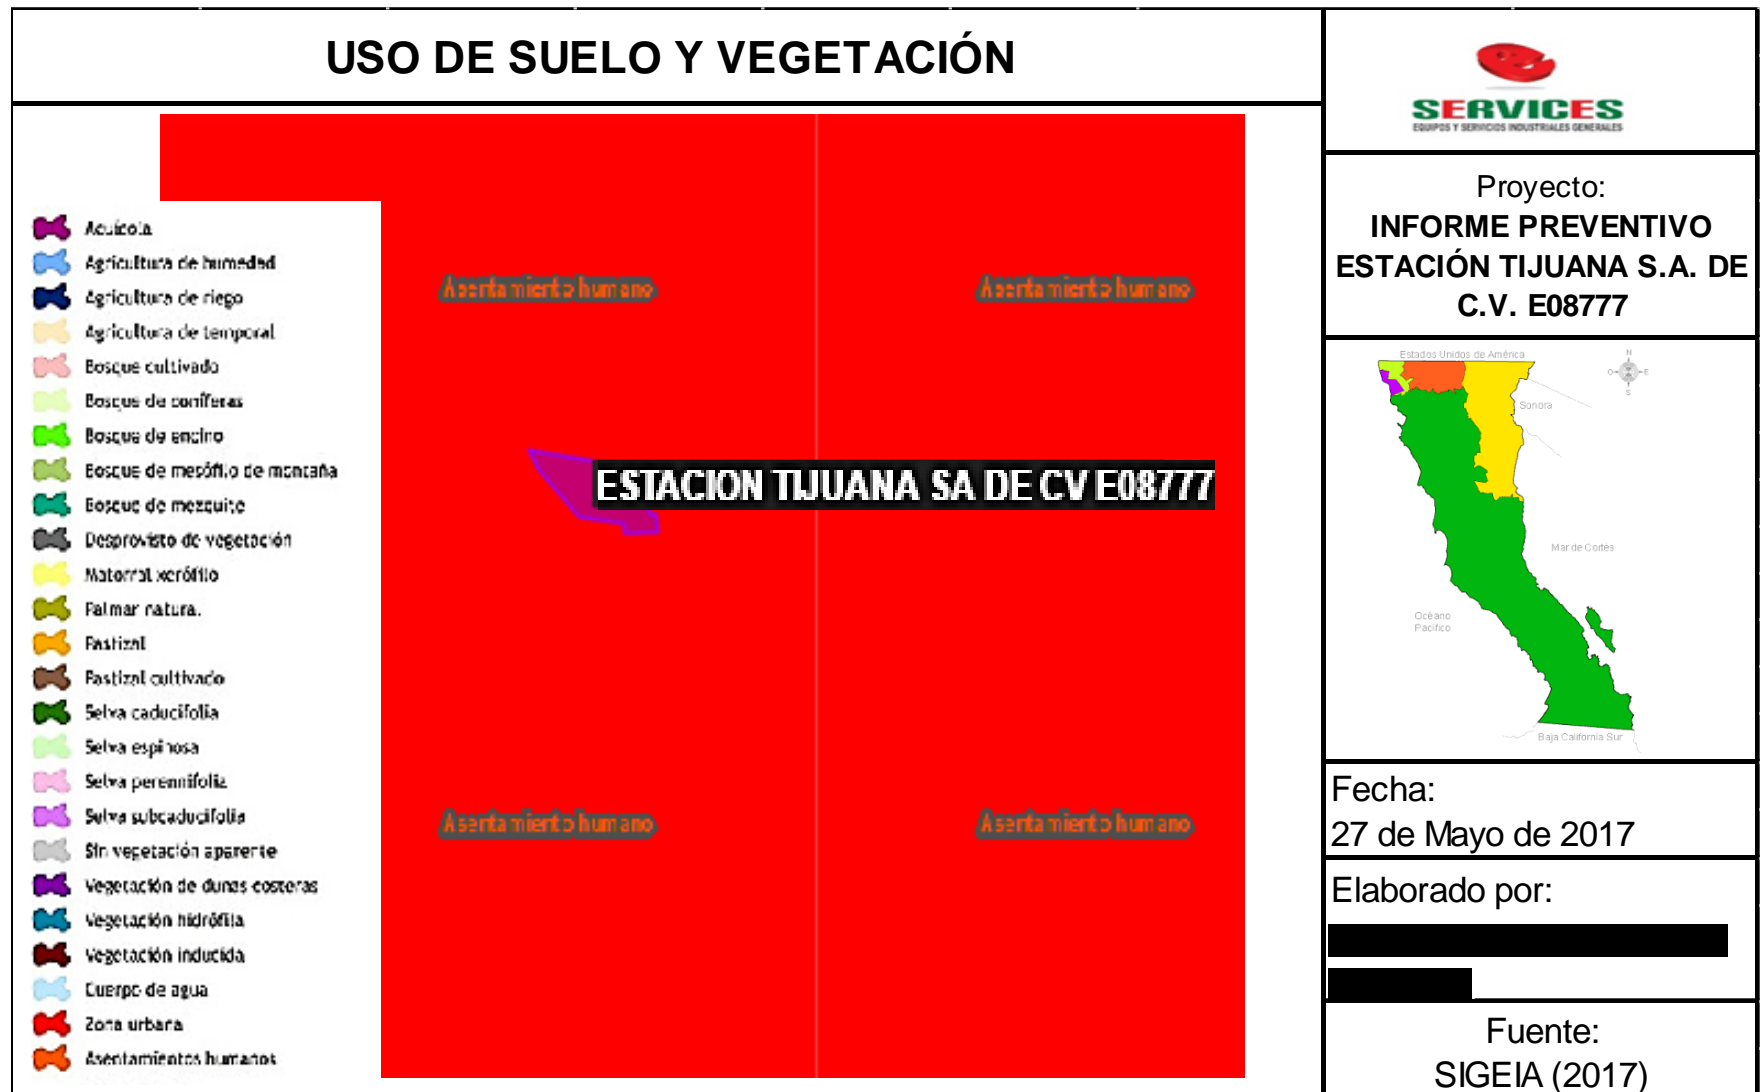 USO DE SUELO Y VEGETACIÓN
SERVICES
EQUIPOS Y SERVICIOS INDUSTRIALES GENERALES
Proyecto:
INFORME PREVENTIVO
ESTACIÓN TIJUANA S.A. DE
C.V. E08777
Acuícola
Agricultura de humedad
Agricultura de riego
Agricultura de temporal
Bosque cultivado
Bosque de coníferas
Bosque de encino
Bosque de mesófilo de montaña
Bosque de mezquite
Desprovisto de vegetación
Matorral xerófilo
Palmar natural
Pastizal
Pastizal cultivado
Selva caducifolia
Selva espinosa
Selva perennifolia
Selva subcaducifolia
Sin vegetación aparente
Vegetación de dunas costeras
Vegetación hidrófila
Vegetación inducida
Cuerpo de agua
Zona urbana
Asentamientos humanos
Asentamiento humano
Asentamiento humano
ESTACION TIJUANA SA DE CV E08777
Asentamiento humano
Asentamiento humano
Estados Unidos de América
N
O
E
S
Sonora
Mar de Cortés
Océano
Pacífico
Baja California Sur
Fecha:
27 de Mayo de 2017
Elaborado por:
Fuente:
SIGEIA (2017)